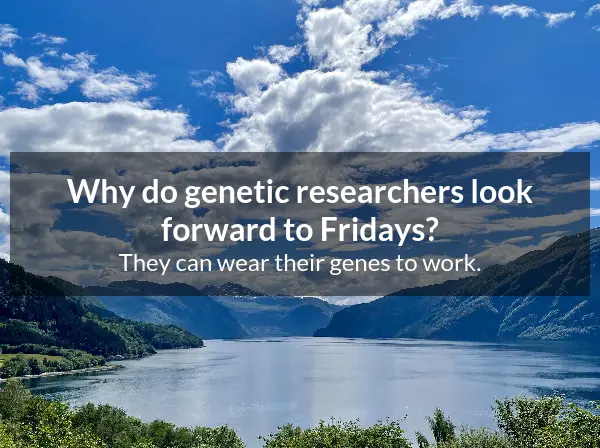 Why do genetic researchers look
forward to Fridays?
They can wear their genes to work.